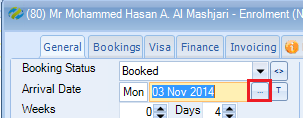 (80) Mr Mohammed Hasan A. Al Mashjari - Enrolment (N
General Bookings Visa Finance Invoicing
Booking Status Booked <>
Arrival Date Mon 03 Nov 2014 ... T
Weeks 0 Days 4